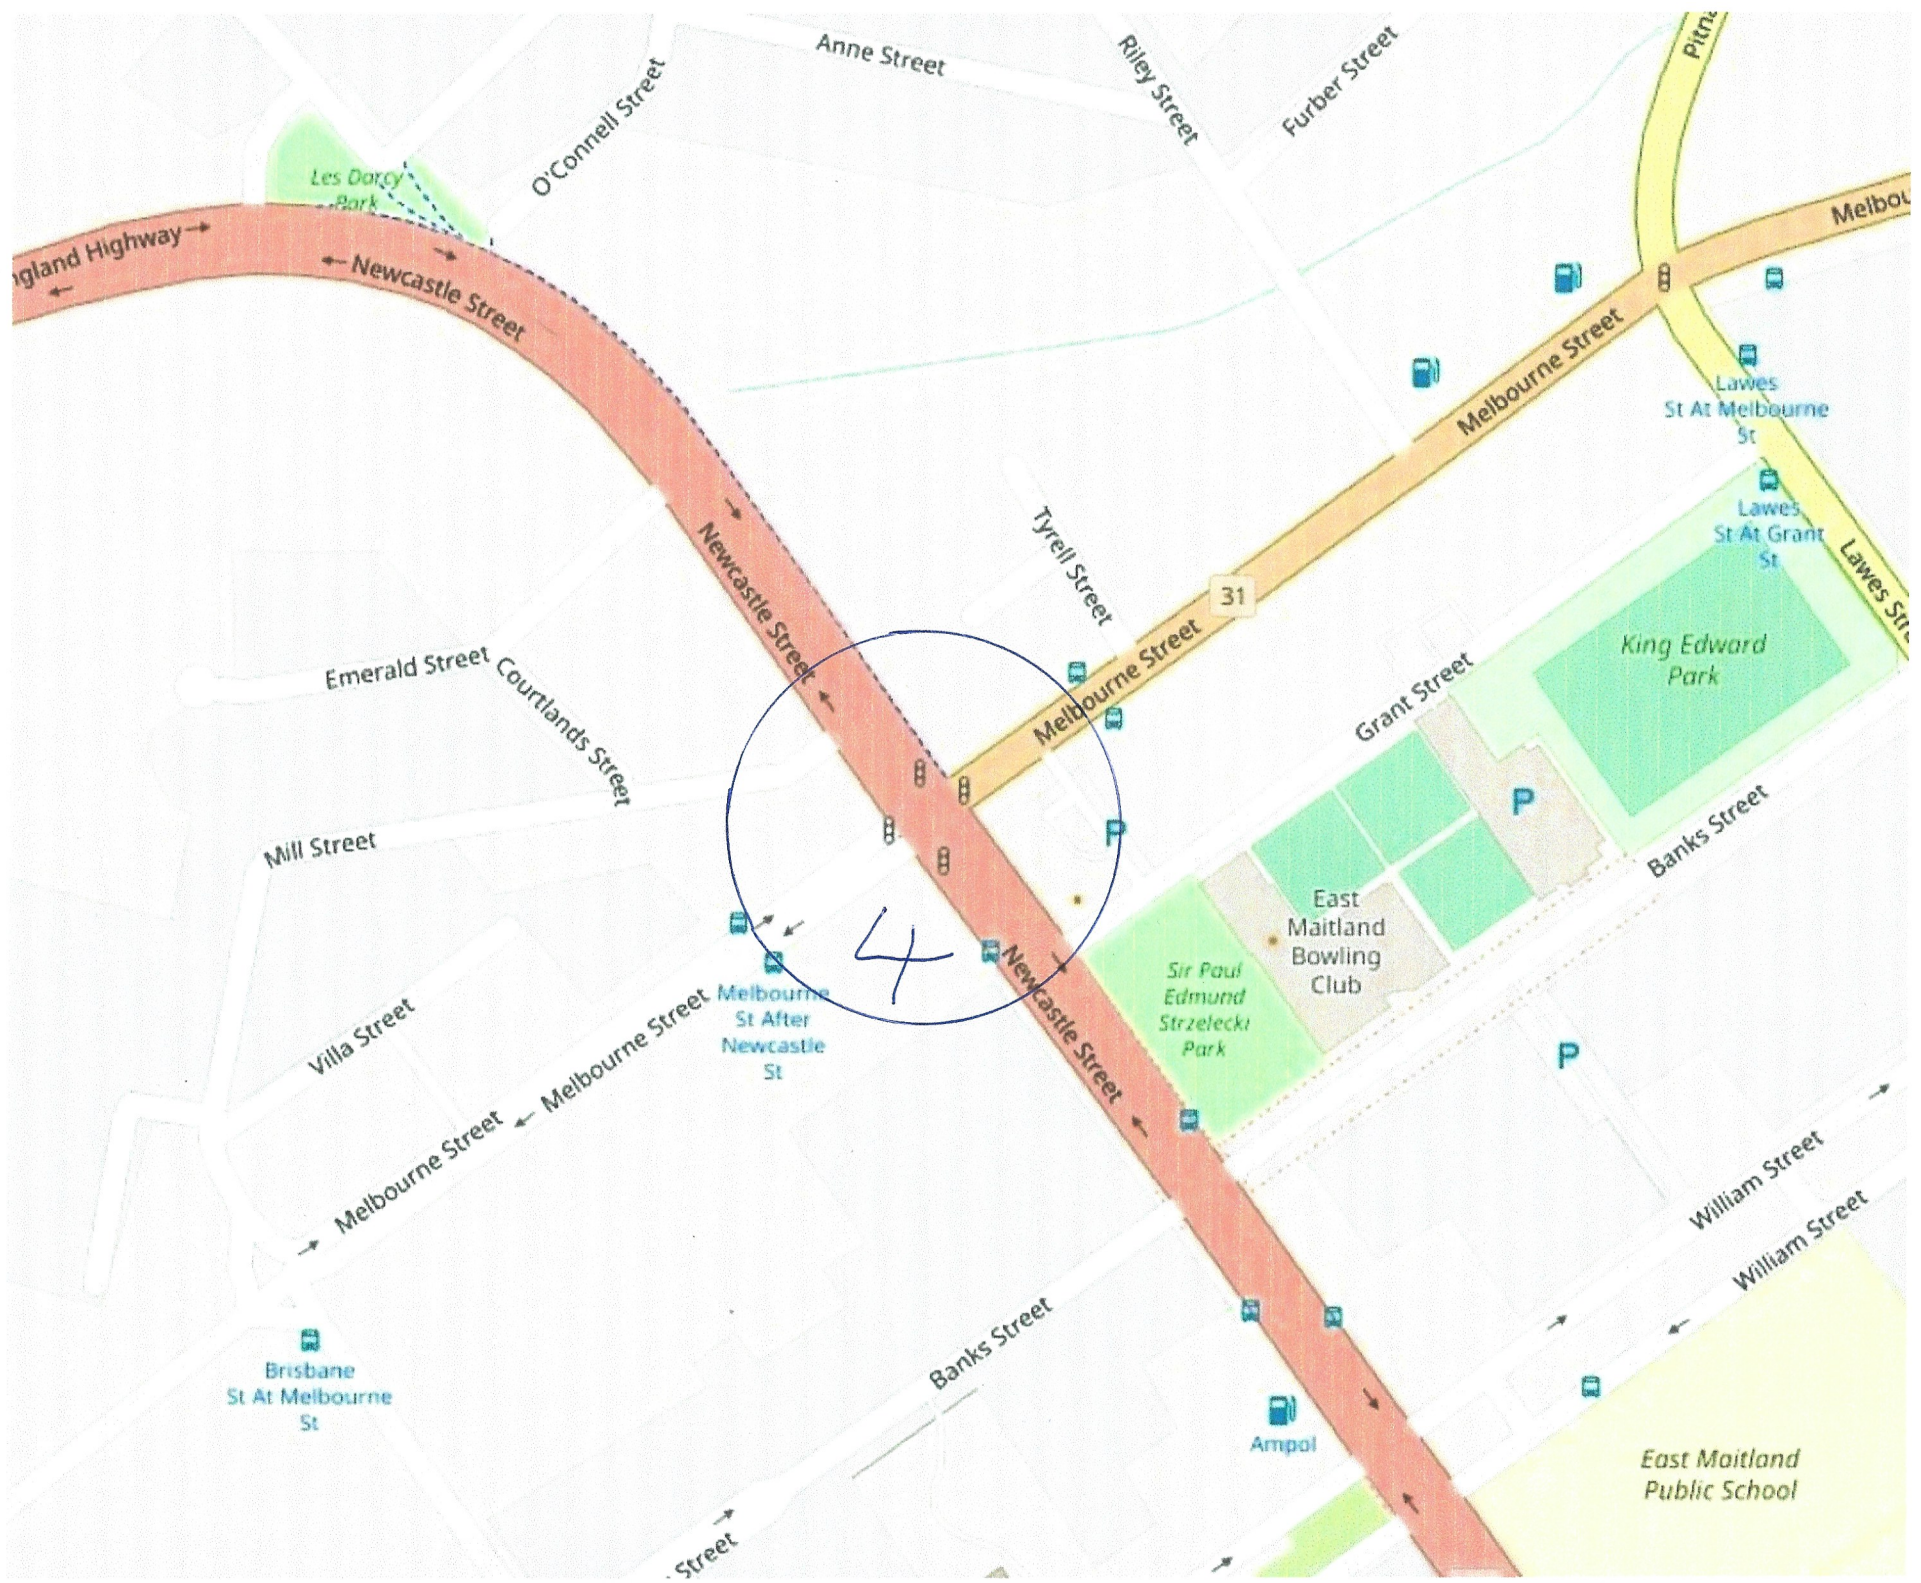 Anne Street
Riley Street
Furber Street
Pitna
O'Connell Street
Les Darcy
Park
ngland Highway
Newcastle Street
Melbou
Melbourne Street
Lawes
St At Melbourne
St
Lawes
St At Grant
St
Lawes Stre
Tyrell Street
31
Newcastle Street
Melbourne Street
King Edward
Park
Emerald Street
Courtlands Street
Grant Street
P
P
Banks Street
Mill Street
East
Maitland
Bowling
Club
4
Newcastle Street
Sir Paul
Edmund
Strzelecki
Park
Melbourne
St After
Newcastle
St
Villa Street
Melbourne Street
P
Melbourne Street
William Street
William Street
Banks Street
Brisbane
St At Melbourne
St
Ampol
East Maitland
Public School
Street